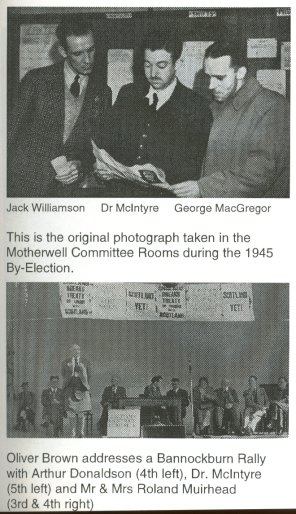 Jack Williamson Dr McIntyre George MacGregor
This is the original photograph taken in the
Motherwell Committee Rooms during the 1945
By-Election.
TREATY
SCOTLAND
YET!
SCOTLAND
YET!
Oliver Brown addresses a Bannockburn Rally
with Arthur Donaldson (4th left), Dr. McIntyre
(5th left) and Mr & Mrs Roland Muirhead
(3rd & 4th right)